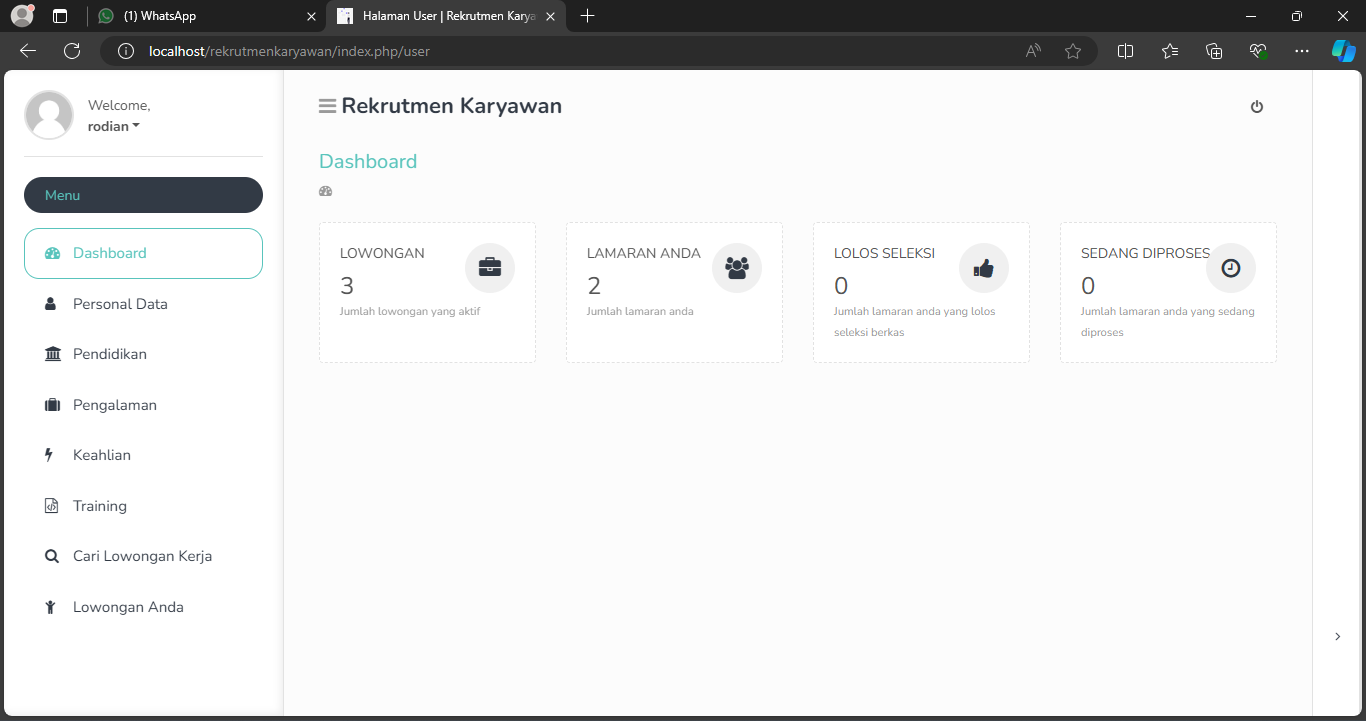 (1) WhatsApp
Halaman User | Rekrutmen Karya
localhost/rekrutmenkaryawan/index.php/user
Welcome,
rodian
Menu
Dashboard
Personal Data
Pendidikan
Pengalaman
Keahlian
Training
Cari Lowongan Kerja
Lowongan Anda
Rekrutmen Karyawan
Dashboard
LOWONGAN
3
Jumlah lowongan yang aktif
LAMARAN ANDA
2
Jumlah lamaran anda
LOLOS SELEKSI
0
Jumlah lamaran anda yang lolos
seleksi berkas
SEDANG DIPROSES
0
Jumlah lamaran anda yang sedang
diproses